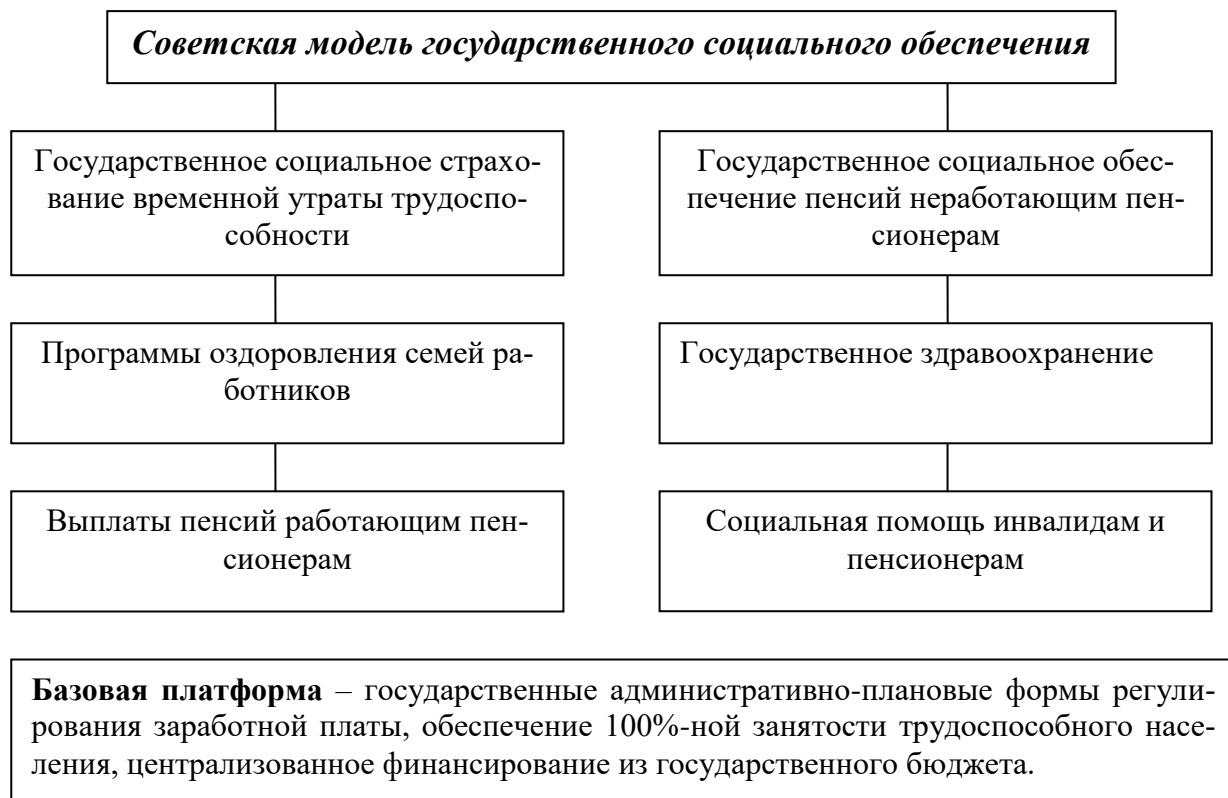 Советская модель государственного социального обеспечения
Государственное социальное страхо-
вание временной утраты трудоспо-
собности
Государственное социальное обес-
печение пенсий неработающим пен-
сионерам
Программы оздоровления семей ра-
ботников
Государственное здравоохранение
Выплаты пенсий работающим пен-
сионерам
Социальная помощь инвалидам и
пенсионерам
Базовая платформа – государственные административно-плановые формы регули-
рования заработной платы, обеспечение 100%-ной занятости трудоспособного насе-
ления, централизованное финансирование из государственного бюджета.